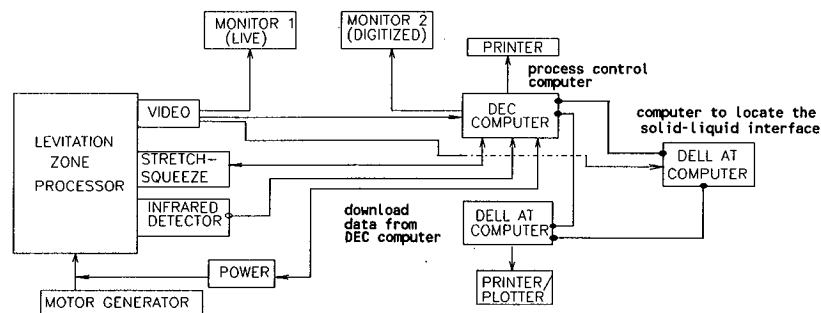 MONITOR 1
(LIVE)
MONITOR 2
(DIGITIZED)
PRINTER
process control
computer
VIDEO
DEC
COMPUTER
computer to locate the
solid-liquid interface
LEVITATION
ZONE
PROCESSOR
STRETCH-
SQUEEZE
DELL AT
COMPUTER
INFRARED
DETECTOR
download
data from
DEC computer
DELL AT
COMPUTER
POWER
PRINTER/
PLOTTER
MOTOR GENERATOR